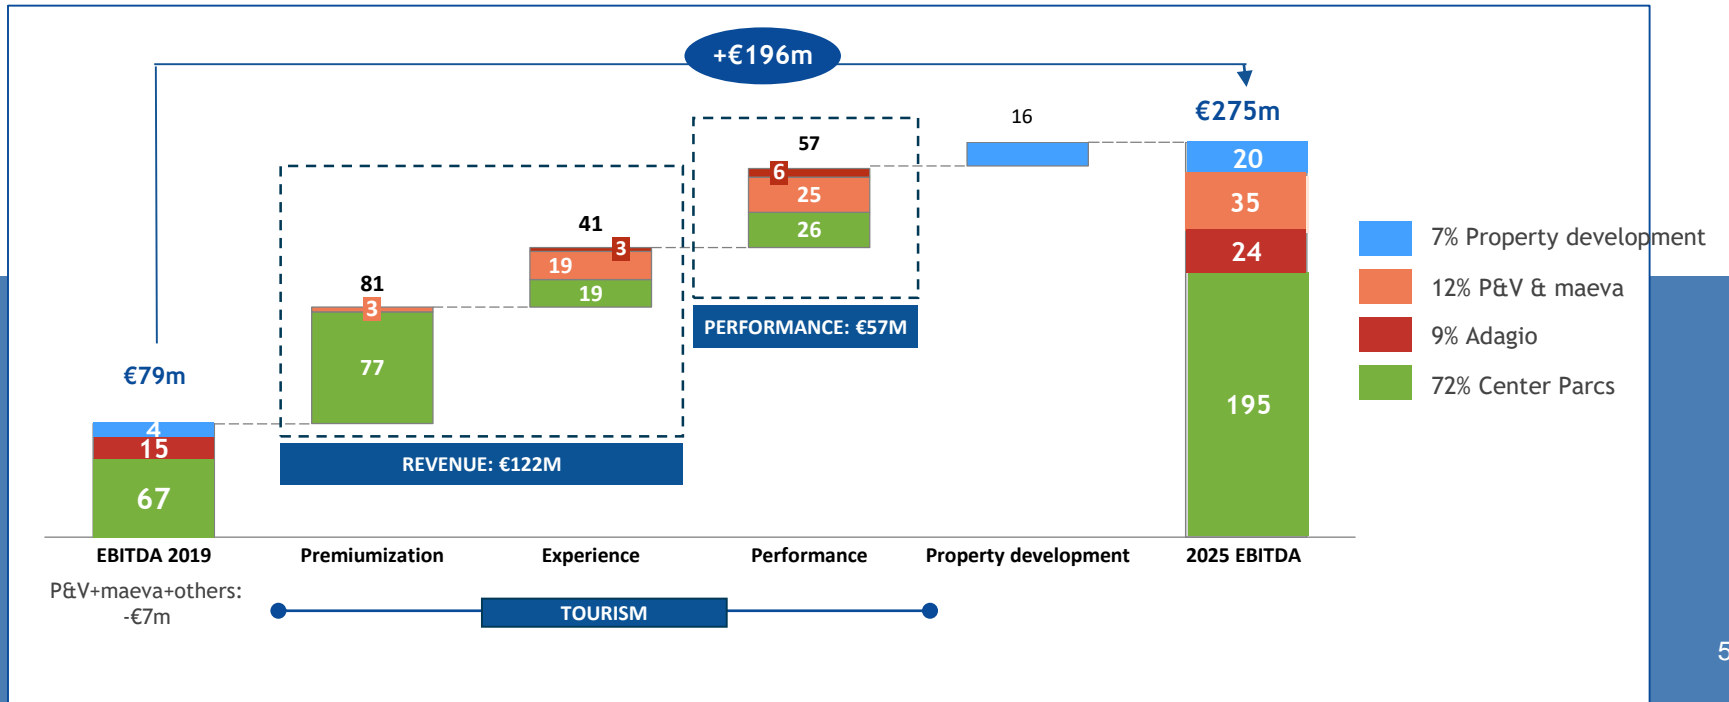 +€196m
€275m
16
57
6
25
26
41
3
19
19
81
3
77
€79m
4
15
67
20
35
24
195
PERFORMANCE: €57M
REVENUE: €122M
7% Property development
12% P&V & maeva
9% Adagio
72% Center Parcs
EBITDA 2019
Premiumization
Experience
Performance
Property development
2025 EBITDA
P&V+maeva+others:
-€7m
TOURISM